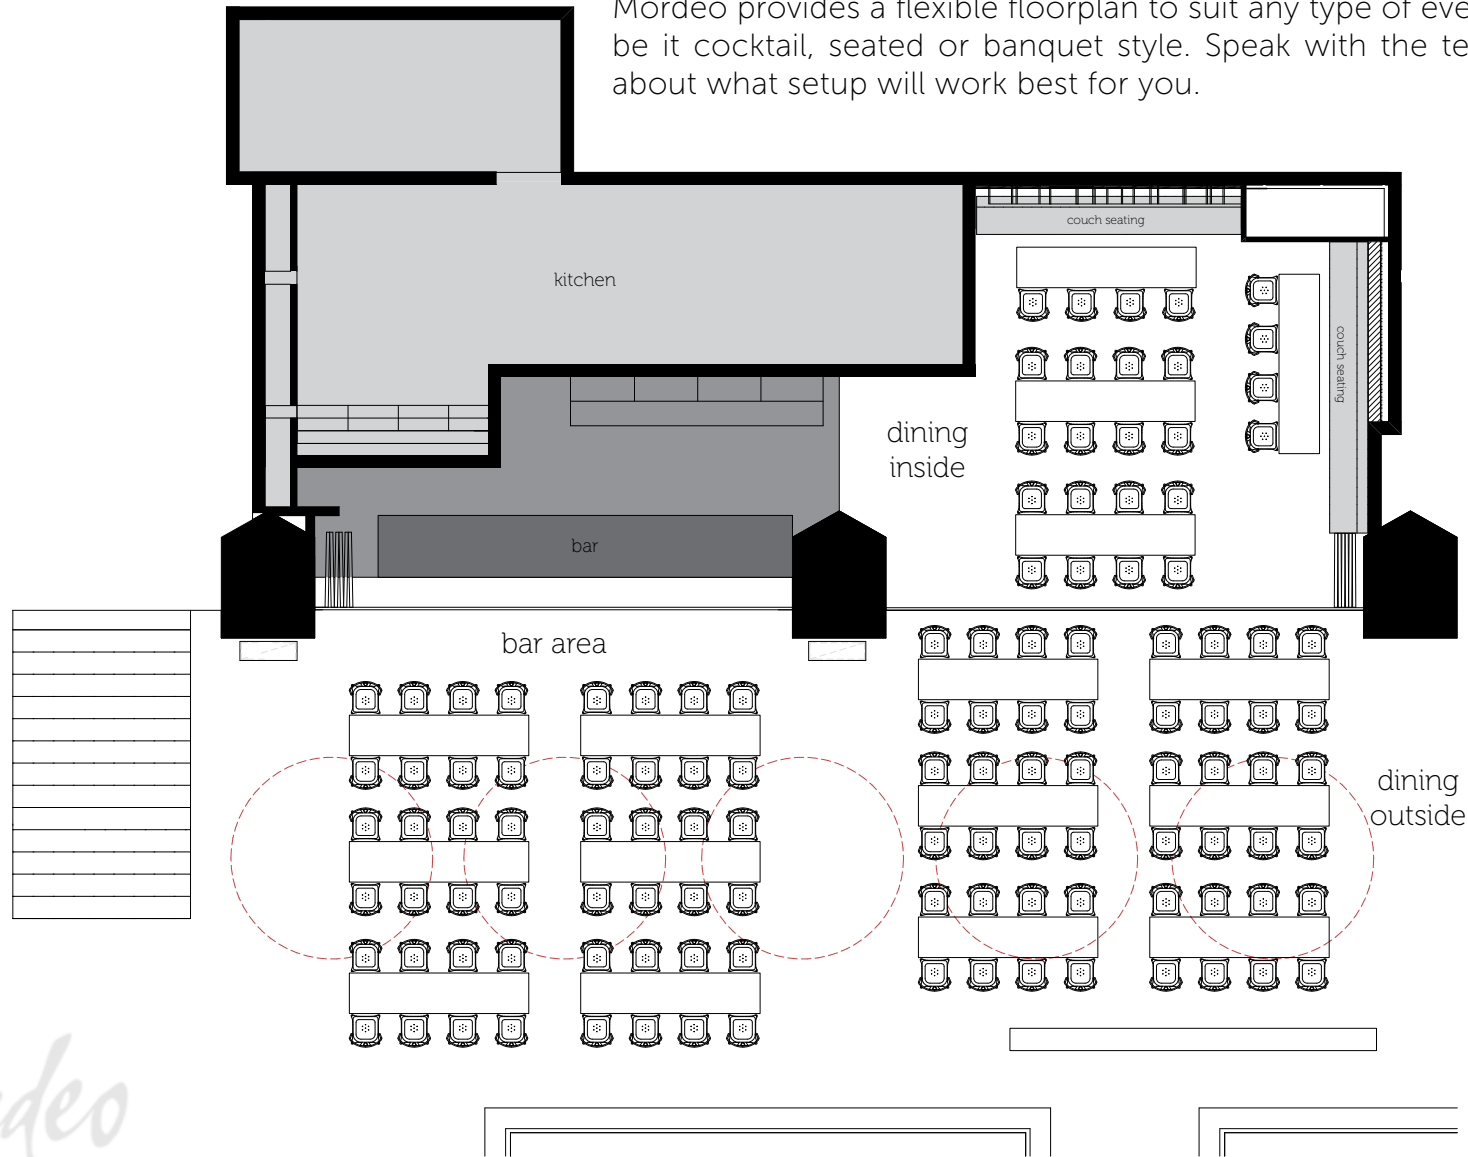 Mordeo provides a flexible floorplan to suit any type of eve
be it cocktail, seated or banquet style. Speak with the te
about what setup will work best for you.
couch seating
kitchen
couch seating
dining
inside
bar
bar area
dining
outside
deo